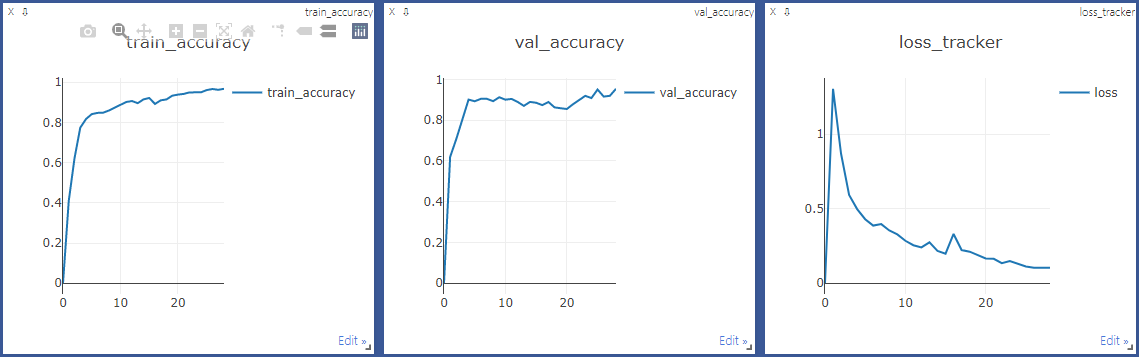 X ⇩ train_accuracy
train_accuracy
1
0.8
0.6
0.4
0.2
0
0 10 20
train_accuracy
Edit »
X ⇩ val_accuracy
val_accuracy
1
0.8
0.6
0.4
0.2
0
0 10 20
val_accuracy
Edit »
X ⇩ loss_tracker
loss_tracker
1
0.5
0
0 10 20
loss
Edit »